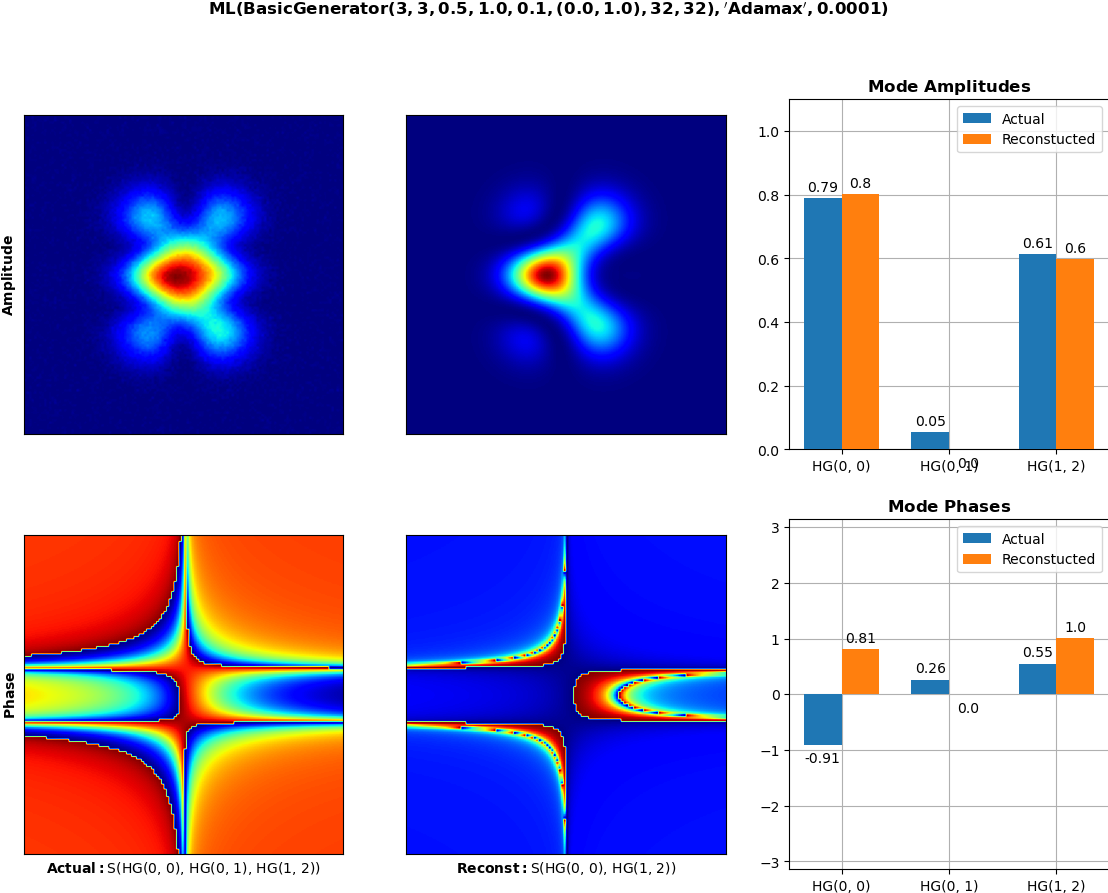 ML(BasicGenerator(3, 3, 0.5, 1.0, 0.1, (0.0, 1.0), 32, 32), ′Adamax′, 0.0001)
Amplitude
Mode Amplitudes
Actual
Reconstucted
1.0
0.8
0.6
0.4
0.2
0.0
0.79
0.8
0.05
0.0
0.61
0.6
HG(0, 0)
HG(0, 1)
HG(1, 2)
Phase
Actual: S(HG(0, 0), HG(0, 1), HG(1, 2))
Reconst: S(HG(0, 0), HG(1, 2))
Mode Phases
Actual
Reconstucted
3
2
1
0
−1
−2
−3
-0.91
0.81
0.26
0.0
0.55
1.0
HG(0, 0)
HG(0, 1)
HG(1, 2)